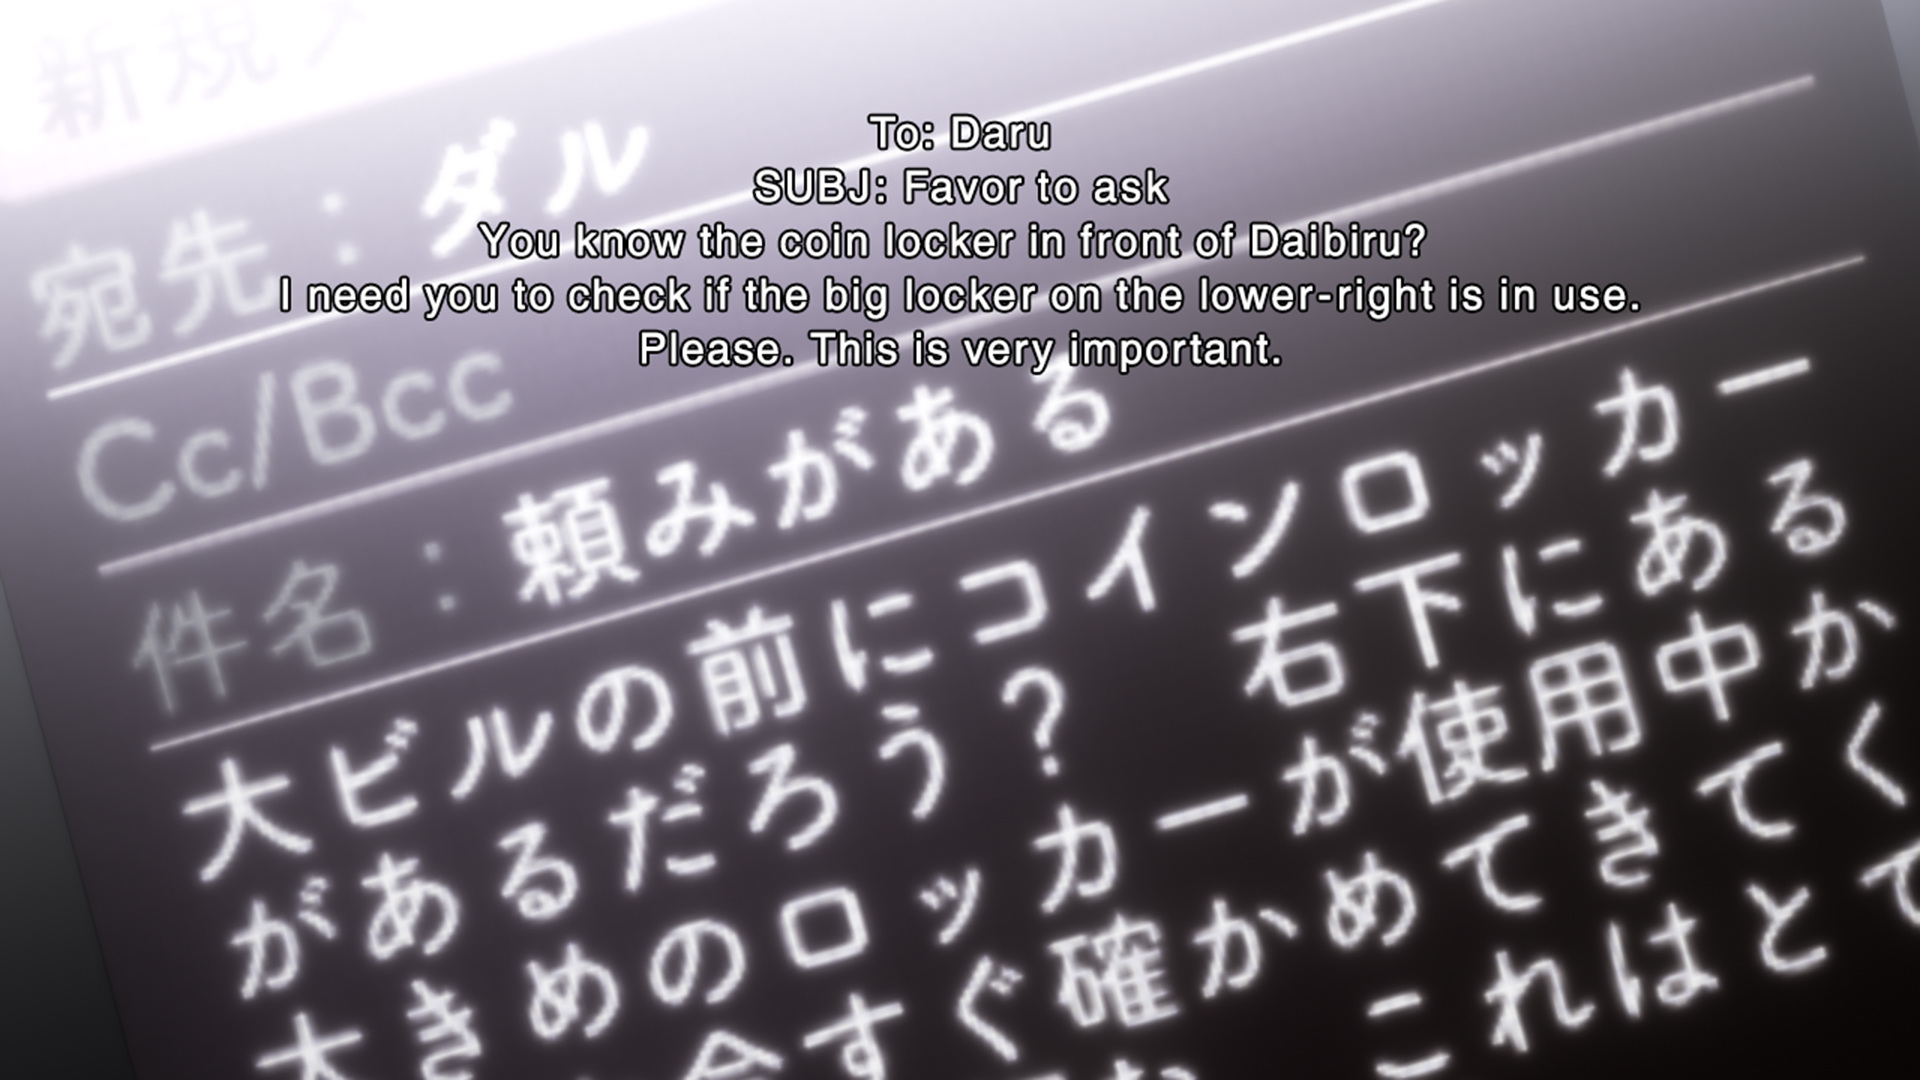 新規メ
To: Daru
SUBJ: Favor to ask
You know the coin locker in front of Daibiru?
I need you to check if the big locker on the lower-right is in use.
Please. This is very important.
宛先：ダル
Cc/Bcc
件名：頼みがある
大ビルの前にコインロッカー
があるだろう？　右下にある
大きめのロッカーが使用中か
今すぐ確かめてきてく
これはとて